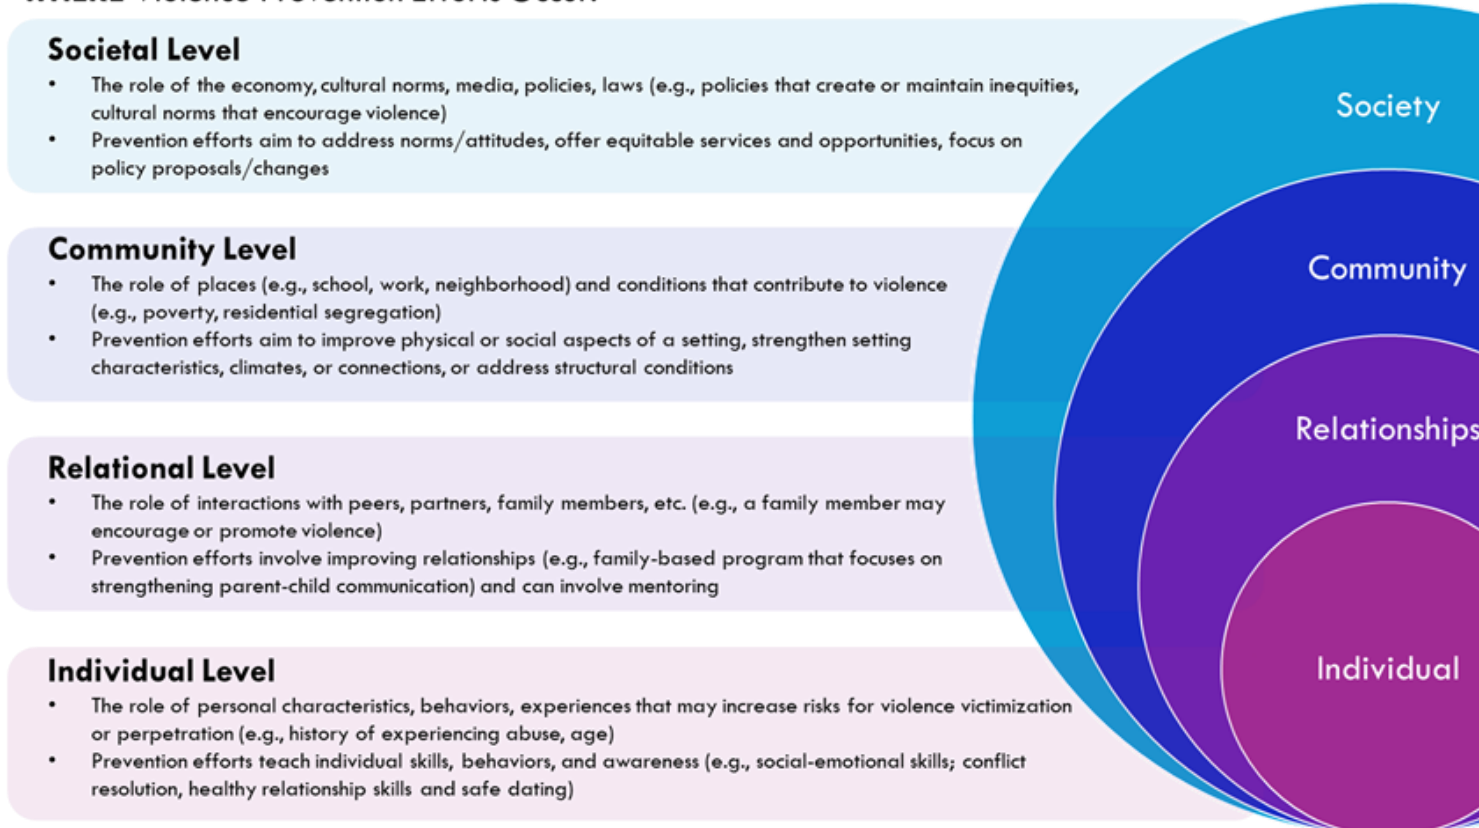 Societal Level
• The role of the economy, cultural norms, media, policies, laws (e.g., policies that create or maintain inequities,
cultural norms that encourage violence)
• Prevention efforts aim to address norms/attitudes, offer equitable services and opportunities, focus on
policy proposals/changes
Society
Community Level
• The role of places (e.g., school, work, neighborhood) and conditions that contribute to violence
(e.g., poverty, residential segregation)
• Prevention efforts aim to improve physical or social aspects of a setting, strengthen setting
characteristics, climates, or connections, or address structural conditions
Community
Relational Level
• The role of interactions with peers, partners, family members, etc. (e.g., a family member may
encourage or promote violence)
• Prevention efforts involve improving relationships (e.g., family-based program that focuses on
strengthening parent-child communication) and can involve mentoring
Relationships
Individual Level
• The role of personal characteristics, behaviors, experiences that may increase risks for violence victimization
or perpetration (e.g., history of experiencing abuse, age)
• Prevention efforts teach individual skills, behaviors, and awareness (e.g., social-emotional skills; conflict
resolution, healthy relationship skills and safe dating)
Individual